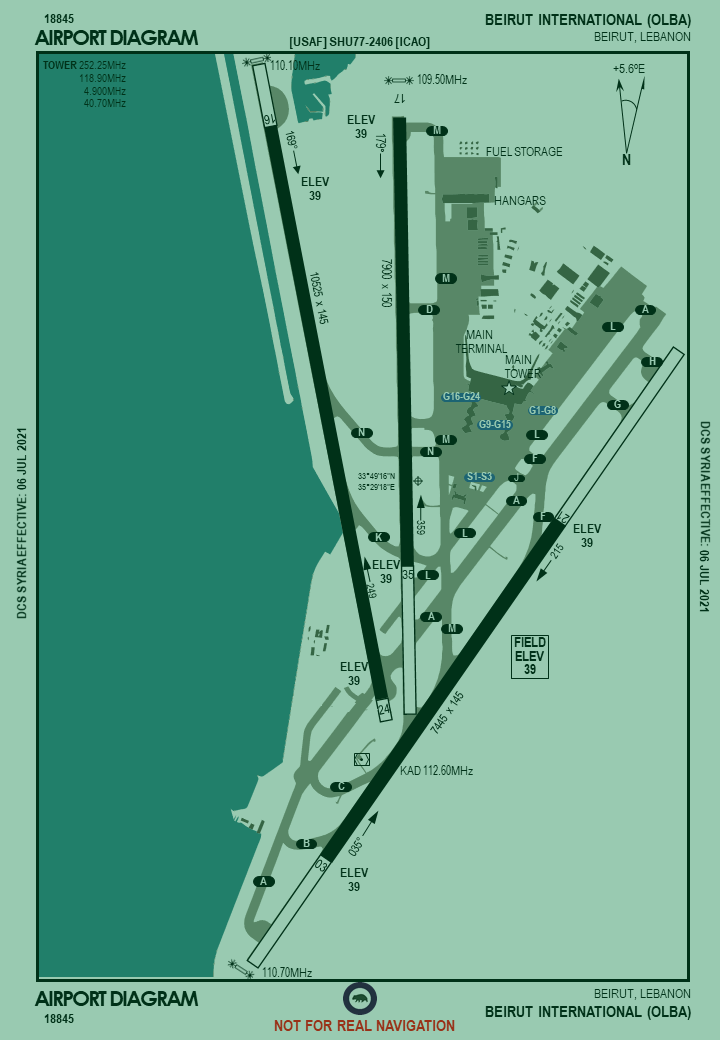 18845
AIRPORT DIAGRAM
[USAF] SHU77-2406 [ICAO]
BEIRUT INTERNATIONAL (OLBA)
BEIRUT, LEBANON
TOWER 252.25MHz
118.90MHz
4.900MHz
40.70MHz
110.10MHz
109.50MHz
+5.6ºE
N
16
17
ELEV
39
169°
179°
ELEV
39
M
FUEL STORAGE
HANGARS
10525 x 145
7900 x 150
M
D
L
A
MAIN
TERMINAL
MAIN
TOWER
H
G16-G24
G1-G8
G9-G15
G
N
M
N
L
F
33°49'16"N
35°29'18"E
S1-S3
J
A
F
21
ELEV
39
K
359
L
215
ELEV
39
35
L
249
A
M
FIELD
ELEV
39
ELEV
39
24
7445 x 145
KAD 112.60MHz
C
B
035°
03
ELEV
39
A
110.70MHz
DCS SYRIA EFFECTIVE: 06 JUL 2021
DCS SYRIA EFFECTIVE: 06 JUL 2021
AIRPORT DIAGRAM
18845
NOT FOR REAL NAVIGATION
BEIRUT, LEBANON
BEIRUT INTERNATIONAL (OLBA)